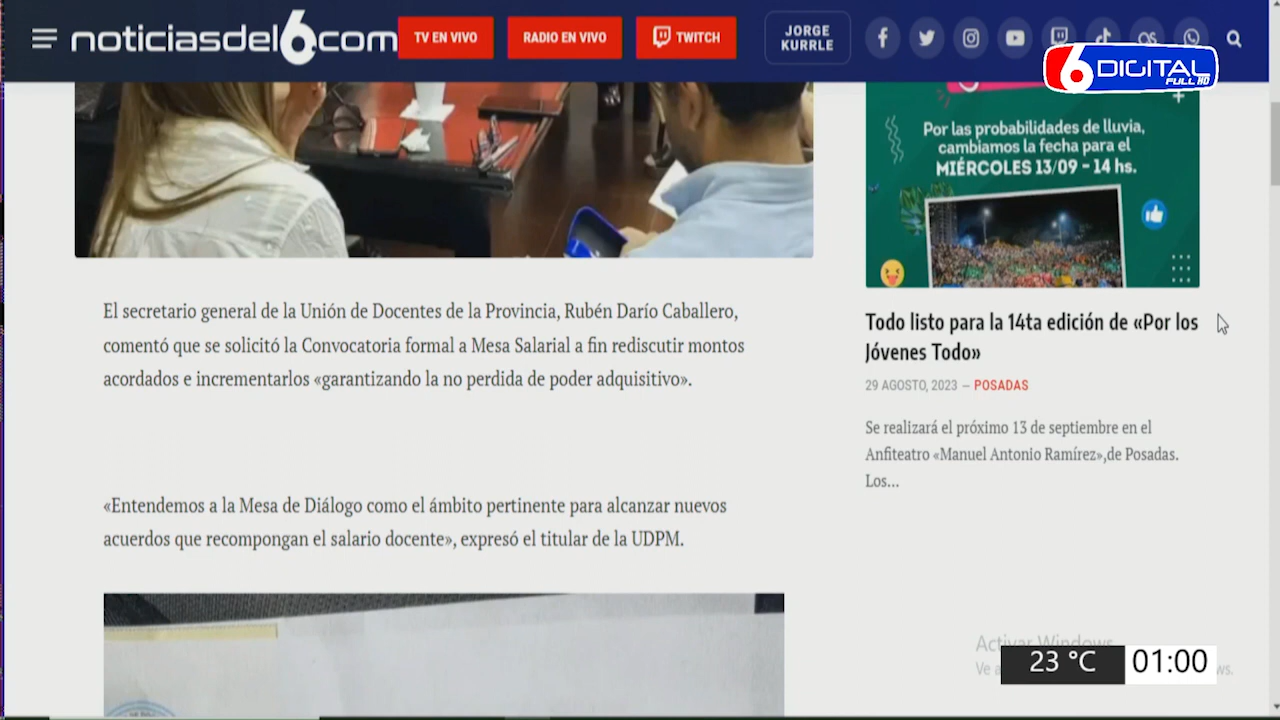 noticiasdel6.com
TV EN VIVO
RADIO EN VIVO
TWITCH
JORGE
KURRLE
6 DIGITAL
FULL HD
Por las probabilidades de lluvia,
cambiamos la fecha para el
MIÉRCOLES 13/09 - 14 hs.
El secretario general de la Unión de Docentes de la Provincia, Rubén Darío Caballero,
comentó que se solicitó la Convocatoria formal a Mesa Salarial a fin rediscutir montos
acordados e incrementarlos «garantizando la no perdida de poder adquisitivo».
«Entendemos a la Mesa de Diálogo como el ámbito pertinente para alcanzar nuevos
acuerdos que recompongan el salario docente», expresó el titular de la UDPM.
Todo listo para la 14ta edición de «Por los
Jóvenes Todo»
29 AGOSTO, 2023 — POSADAS
Se realizará el próximo 13 de septiembre en el
Anfiteatro «Manuel Antonio Ramírez»,de Posadas.
Los...
Activar Windows
Ve a
23 °C 01:00